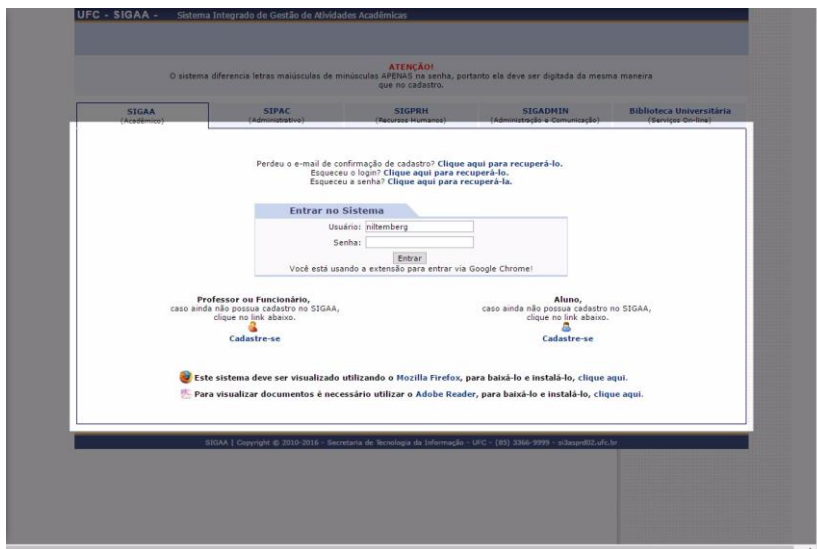 UFC - SIGAA - Sistema Integrado de Gestão de Atividades Acadêmicas
ATENÇÃO!
O sistema diferencia letras maiúsculas de minúsculas APENAS na senha, portanto ela deve ser digitada da mesma maneira
que no cadastro.
SIGAA SIPAC SIGPRH SIGADMIN Biblioteca Universitária
(Acadêmico) (Administrativo) (Recursos Humanos) (Administração e Comunicação) (Serviços On-line)
Perdeu o e-mail de confirmação de cadastro? Clique aqui para recuperá-lo.
Esqueceu o login? Clique aqui para recuperá-lo.
Esqueceu a senha? Clique aqui para recuperá-la.
Entrar no Sistema
Usuário: niltemberg
Senha:
Entrar
Você está usando a extensão para entrar via Google Chrome!
Professor ou Funcionário, Aluno,
caso ainda não possua cadastro no SIGAA, caso ainda não possua cadastro no SIGAA,
clique no link abaixo. clique no link abaixo.
Cadastre-se Cadastre-se
Este sistema deve ser visualizado utilizando o Mozilla Firefox, para baixá-lo e instalá-lo, clique aqui.
Para visualizar documentos é necessário utilizar o Adobe Reader, para baixá-lo e instalá-lo, clique aqui.
SIGAA | Copyright © 2010-2016 - Secretaria de Tecnologia da Informação - UFC - (85) 3366-9999 - si3asprd02.ufc.br